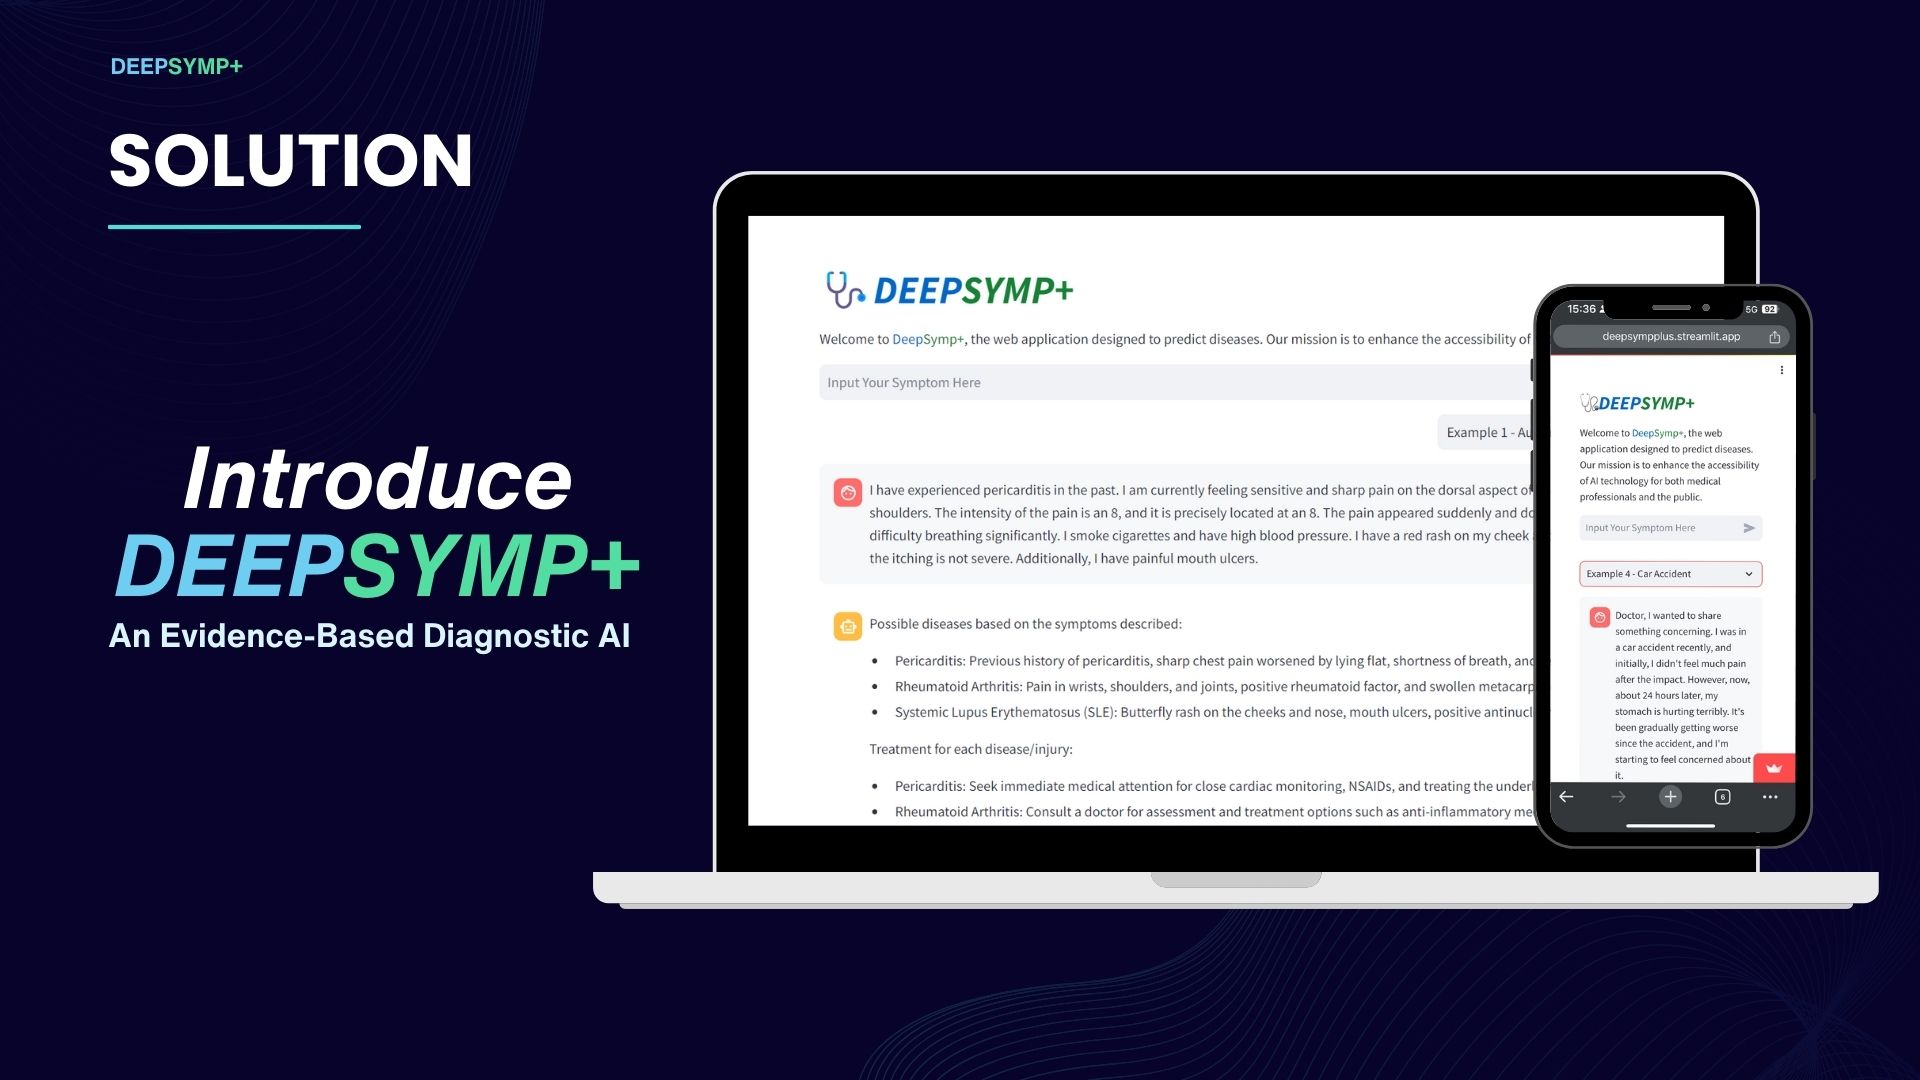 DEEPSYMP+
SOLUTION
Introduce
DEEPSYMP+
An Evidence-Based Diagnostic AI
DEEPSYMP+
Welcome to DeepSymp+, the web application designed to predict diseases. Our mission is to enhance the accessibility of
Input Your Symptom Here
Example 1 - Au
I have experienced pericarditis in the past. I am currently feeling sensitive and sharp pain on the dorsal aspect of
shoulders. The intensity of the pain is an 8, and it is precisely located at an 8. The pain appeared suddenly and do
difficulty breathing significantly. I smoke cigarettes and have high blood pressure. I have a red rash on my cheek
the itching is not severe. Additionally, I have painful mouth ulcers.
Possible diseases based on the symptoms described:
• Pericarditis: Previous history of pericarditis, sharp chest pain worsened by lying flat, shortness of breath, and
• Rheumatoid Arthritis: Pain in wrists, shoulders, and joints, positive rheumatoid factor, and swollen metacarp
• Systemic Lupus Erythematosus (SLE): Butterfly rash on the cheeks and nose, mouth ulcers, positive antinucl
Treatment for each disease/injury:
• Pericarditis: Seek immediate medical attention for close cardiac monitoring, NSAIDs, and treating the underl
• Rheumatoid Arthritis: Consult a doctor for assessment and treatment options such as anti-inflammatory me
15:36
5G 92
deepsympplus.streamlit.app
DEEPSYMP+
Welcome to DeepSymp+, the web
application designed to predict diseases.
Our mission is to enhance the accessibility
of AI technology for both medical
professionals and the public.
Input Your Symptom Here
Example 4 - Car Accident
Doctor, I wanted to share
something concerning. I was in
a car accident recently, and
initially, I didn't feel much pain
after the impact. However, now,
about 24 hours later, my
stomach is hurting terribly. It's
been gradually getting worse
since the accident, and I'm
starting to feel concerned about
it.
6